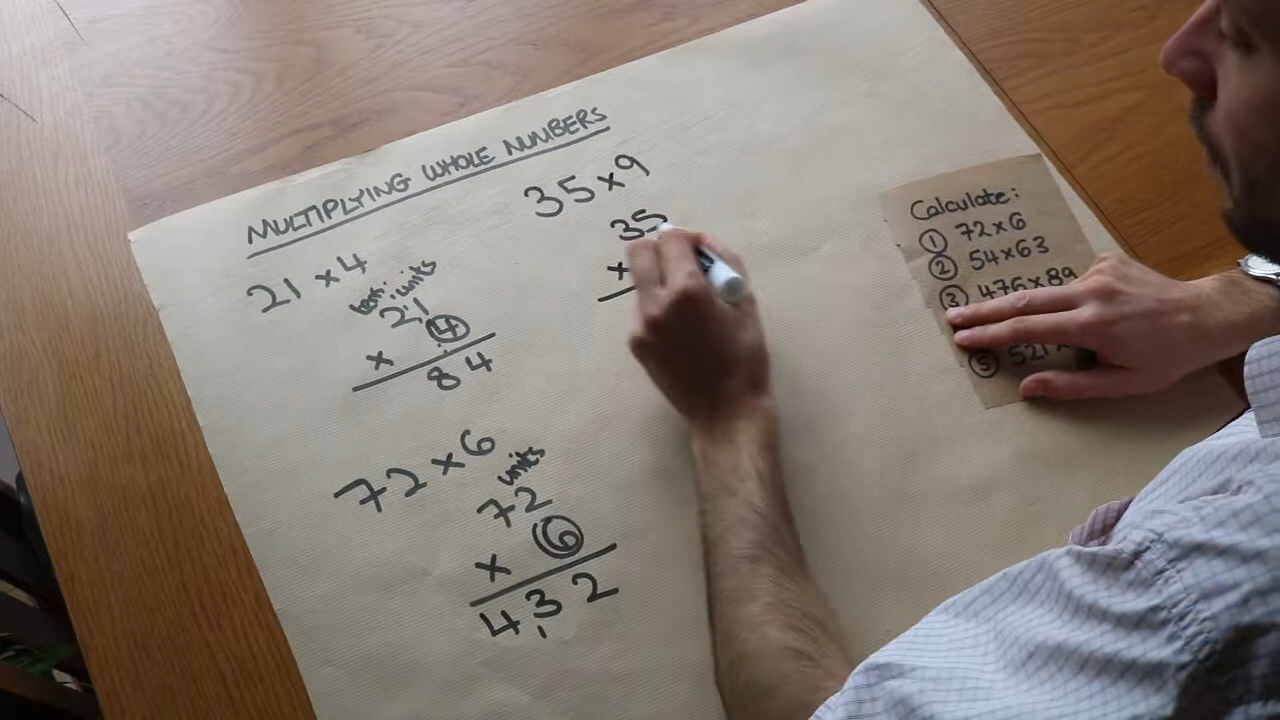 MULTIPLYING WHOLE NUMBERS
21 × 4
tens units
21
× 4
84
72 × 6
units
72
× 6
432
1
35 × 9
35
×
Calculate:
① 72×6
② 54×63
③ 476×89
⑤ 521